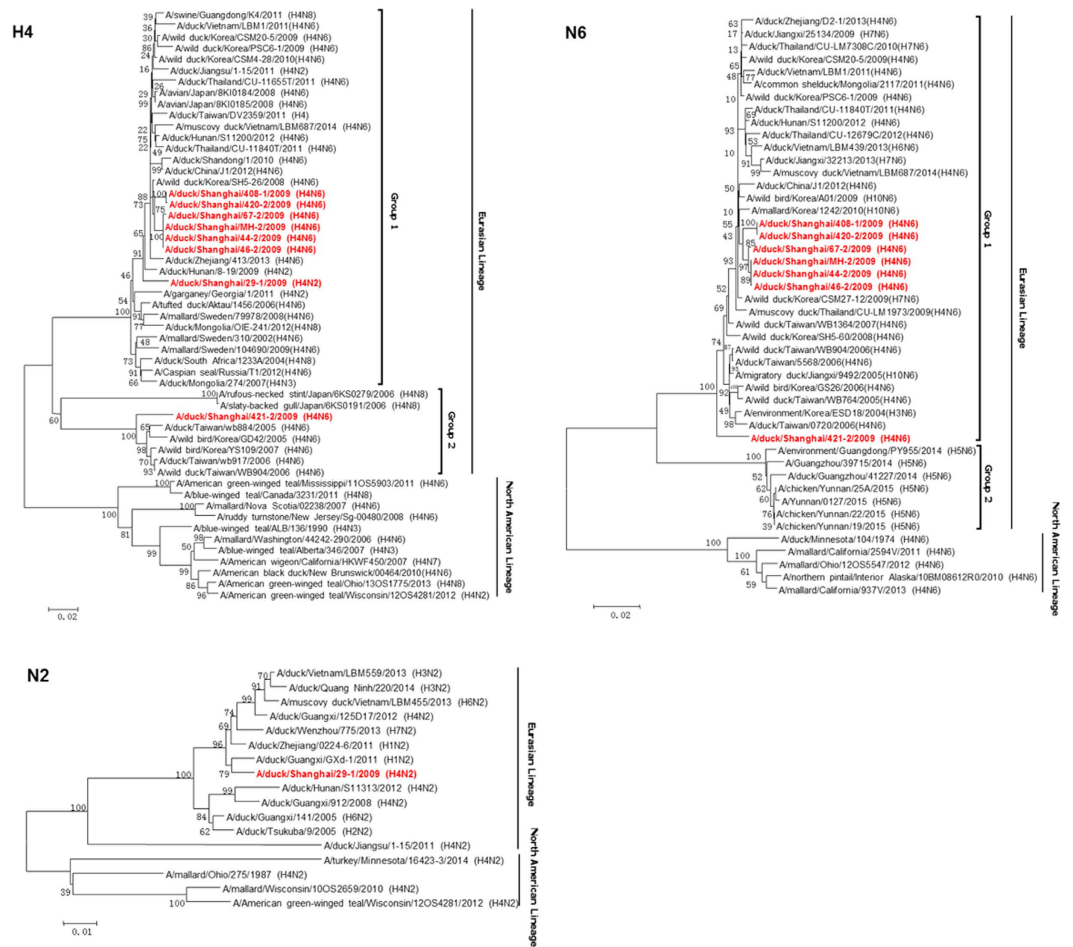 H4
A/swine/Guangdong/K4/2011 (H4N8)
A/duck/Vietnam/LBM1/2011(H4N6)
A/wild duck/Korea/CSM20-5/2009 (H4N6)
A/wild duck/Korea/PSC6-1/2009 (H4N6)
A/wild duck/Korea/CSM4-28/2010(H4N6)
A/duck/Jiangsu/1-15/2011 (H4N2)
A/duck/Thailand/CU-11655T/2011 (H4N6)
A/avian/Japan/8KI0184/2008 (H4N6)
A/avian/Japan/8KI0185/2008 (H4N6)
A/duck/Taiwan/DV2359/2011 (H4)
A/muscovy duck/Vietnam/LBM687/2014 (H4N6)
A/duck/Hunan/S11200/2012 (H4N6)
A/duck/Thailand/CU-11840T/2011 (H4N6)
A/duck/Shandong/1/2010 (H4N6)
A/duck/China/J1/2012(H4N6)
A/wild duck/Korea/SH5-26/2008 (H4N6)
A/duck/Shanghai/408-1/2009 (H4N6)
A/duck/Shanghai/420-2/2009 (H4N6)
A/duck/Shanghai/67-2/2009 (H4N6)
A/duck/Shanghai/MH-2/2009 (H4N6)
A/duck/Shanghai/44-2/2009 (H4N6)
A/duck/Shanghai/46-2/2009 (H4N6)
A/duck/Zhejiang/413/2013 (H4N6)
A/duck/Hunan/8-19/2009 (H4N2)
A/duck/Shanghai/29-1/2009 (H4N2)
A/garganey/Georgia/1/2011 (H4N2)
A/tufted duck/Aktau/1456/2006(H4N6)
A/mallard/Sweden/79978/2008 (H4N6)
A/duck/Mongolia/OIE-241/2012(H4N8)
A/mallard/Sweden/310/2002 (H4N6)
A/mallard/Sweden/104690/2009(H4N6)
A/duck/South Africa/1233A/2004(H4N8)
A/Caspian seal/Russia/T1/2012(H4N6)
A/duck/Mongolia/274/2007(H4N3)
A/rufous-necked stint/Japan/6KS0279/2006 (H4N8)
A/slaty-backed gull/Japan/6KS0191/2006 (H4N8)
A/duck/Shanghai/421-2/2009 (H4N6)
A/duck/Taiwan/wb884/2005 (H4N6)
A/wild bird/Korea/GD42/2005 (H4N6)
A/wild bird/Korea/YS109/2007 (H4N6)
A/duck/Taiwan/wb917/2006 (H4N6)
A/wild duck/Taiwan/WB904/2006 (H4N6)
A/American green-winged teal/Mississippi/11OS5903/2011 (H4N6)
A/blue-winged teal/Canada/3231/2011 (H4N8)
A/mallard/Nova Scotia/02238/2007 (H4N6)
A/ruddy turnstone/New Jersey/Sg-00480/2008 (H4N6)
A/blue-winged teal/ALB/136/1990 (H4N3)
A/mallard/Washington/44242-290/2006 (H4N6)
A/blue-winged teal/Alberta/346/2007 (H4N3)
A/American wigeon/California/HKWF450/2007 (H4N7)
A/American black duck/New Brunswick/00464/2010(H4N6)
A/American green-winged teal/Ohio/13OS1775/2013 (H4N8)
A/American green-winged teal/Wisconsin/12OS4281/2012 (H4N2)
Group 1
Group 2
Eurasian Lineage
North American Lineage
0.02
N6
A/duck/Zhejiang/D2-1/2013(H4N6)
A/duck/Jiangxi/25134/2009 (H7N6)
A/duck/Thailand/CU-LM7308C/2010(H7N6)
A/wild duck/Korea/CSM20-5/2009(H4N6)
A/duck/Vietnam/LBM1/2011(H4N6)
A/common shelduck/Mongolia/2117/2011(H4N6)
A/wild duck/Korea/PSC6-1/2009 (H4N6)
A/duck/Thailand/CU-11840T/2011 (H4N6)
A/duck/Hunan/S11200/2012 (H4N6)
A/duck/Thailand/CU-12679C/2012(H4N6)
A/duck/Vietnam/LBM439/2013(H6N6)
A/duck/Jiangxi/32213/2013(H7N6)
A/muscovy duck/Vietnam/LBM687/2014(H4N6)
A/duck/China/J1/2012(H4N6)
A/wild bird/Korea/A01/2009 (H10N6)
A/mallard/Korea/1242/2010(H10N6)
A/duck/Shanghai/408-1/2009 (H4N6)
A/duck/Shanghai/420-2/2009 (H4N6)
A/duck/Shanghai/67-2/2009 (H4N6)
A/duck/Shanghai/MH-2/2009 (H4N6)
A/duck/Shanghai/44-2/2009 (H4N6)
A/duck/Shanghai/46-2/2009 (H4N6)
A/wild duck/Korea/CSM27-12/2009(H7N6)
A/muscovy duck/Thailand/CU-LM1973/2009(H4N6)
A/wild duck/Taiwan/WB1364/2007(H4N6)
A/wild duck/Korea/SH5-60/2008 (H4N6)
A/wild duck/Taiwan/WB904/2006 (H4N6)
A/duck/Taiwan/5568/2006 (H4N6)
A/migratory duck/Jiangxi/9492/2005(H10N6)
A/wild bird/Korea/GS26/2006(H4N6)
A/wild duck/Taiwan/WB764/2005(H4N6)
A/environment/Korea/ESD18/2004(H3N6)
A/duck/Taiwan/0720/2006(H4N6)
A/duck/Shanghai/421-2/2009 (H4N6)
A/environment/Guangdong/PY955/2014 (H5N6)
A/Guangzhou/39715/2014 (H5N6)
A/duck/Guangzhou/41227/2014 (H5N6)
A/chicken/Yunnan/25A/2015 (H5N6)
A/Yunnan/0127/2015 (H5N6)
A/chicken/Yunnan/22/2015 (H5N6)
A/chicken/Yunnan/19/2015 (H5N6)
A/duck/Minnesota/104/1974 (H4N6)
A/mallard/California/2594V/2011 (H4N6)
A/mallard/Ohio/12OS5547/2012 (H4N6)
A/northern pintail/Interior Alaska/10BM08612R0/2010 (H4N6)
A/mallard/California/937V/2013 (H4N6)
Group 1
Group 2
Eurasian Lineage
North American Lineage
0.02
N2
A/duck/Vietnam/LBM559/2013 (H3N2)
A/duck/Quang Ninh/220/2014 (H3N2)
A/muscovy duck/Vietnam/LBM455/2013 (H6N2)
A/duck/Guangxi/125D17/2012 (H4N2)
A/duck/Wenzhou/775/2013 (H7N2)
A/duck/Zhejiang/0224-6/2011 (H1N2)
A/duck/Guangxi/GXd-1/2011 (H1N2)
A/duck/Shanghai/29-1/2009 (H4N2)
A/duck/Hunan/S11313/2012 (H4N2)
A/duck/Guangxi/912/2008 (H4N2)
A/duck/Guangxi/141/2005 (H6N2)
A/duck/Tsukuba/9/2005 (H2N2)
A/duck/Jiangsu/1-15/2011 (H4N2)
A/turkey/Minnesota/16423-3/2014 (H4N2)
A/mallard/Ohio/275/1987 (H4N2)
A/mallard/Wisconsin/10OS2659/2010 (H4N2)
A/American green-winged teal/Wisconsin/12OS4281/2012 (H4N2)
Eurasian Lineage
North American Lineage
0.01